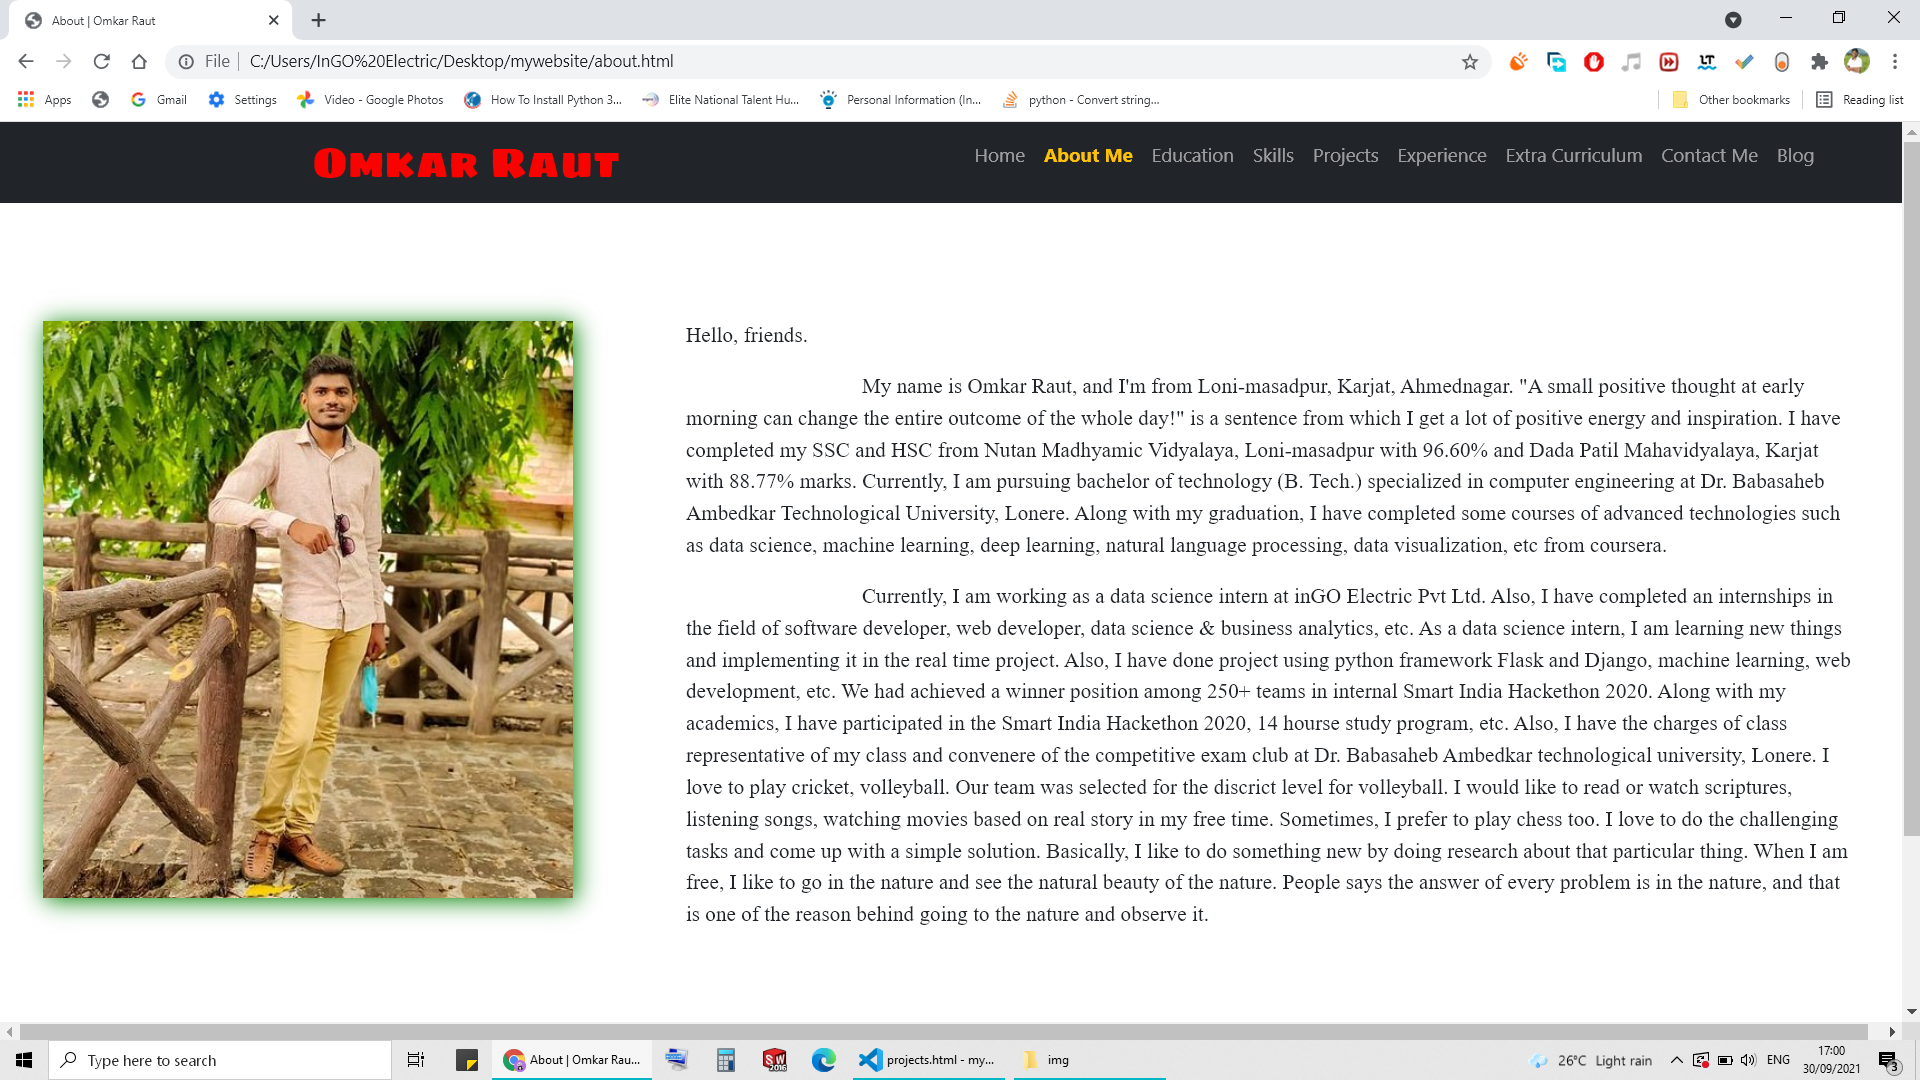 About | Omkar Raut
File
C:/Users/InGO%20Electric/Desktop/mywebsite/about.html
Apps
Gmail
Settings
Video - Google Photos
How To Install Python 3...
Elite National Talent Hu...
Personal Information (In...
python - Convert string...
Other bookmarks
Reading list
Omkar Raut
Home About Me Education Skills Projects Experience Extra Curriculum Contact Me Blog
Hello, friends.
My name is Omkar Raut, and I'm from Loni-masadpur, Karjat, Ahmednagar. "A small positive thought at early
morning can change the entire outcome of the whole day!" is a sentence from which I get a lot of positive energy and inspiration. I have
completed my SSC and HSC from Nutan Madhyamic Vidyalaya, Loni-masadpur with 96.60% and Dada Patil Mahavidyalaya, Karjat
with 88.77% marks. Currently, I am pursuing bachelor of technology (B. Tech.) specialized in computer engineering at Dr. Babasaheb
Ambedkar Technological University, Lonere. Along with my graduation, I have completed some courses of advanced technologies such
as data science, machine learning, deep learning, natural language processing, data visualization, etc from coursera.
Currently, I am working as a data science intern at inGO Electric Pvt Ltd. Also, I have completed an internships in
the field of software developer, web developer, data science & business analytics, etc. As a data science intern, I am learning new things
and implementing it in the real time project. Also, I have done project using python framework Flask and Django, machine learning, web
development, etc. We had achieved a winner position among 250+ teams in internal Smart India Hackethon 2020. Along with my
academics, I have participated in the Smart India Hackethon 2020, 14 hourse study program, etc. Also, I have the charges of class
representative of my class and convenere of the competitive exam club at Dr. Babasaheb Ambedkar technological university, Lonere. I
love to play cricket, volleyball. Our team was selected for the discrict level for volleyball. I would like to read or watch scriptures,
listening songs, watching movies based on real story in my free time. Sometimes, I prefer to play chess too. I love to do the challenging
tasks and come up with a simple solution. Basically, I like to do something new by doing research about that particular thing. When I am
free, I like to go in the nature and see the natural beauty of the nature. People says the answer of every problem is in the nature, and that
is one of the reason behind going to the nature and observe it.
Type here to search
About | Omkar Rau...
projects.html - my...
img
26°C Light rain
ENG
17:00
30/09/2021
3